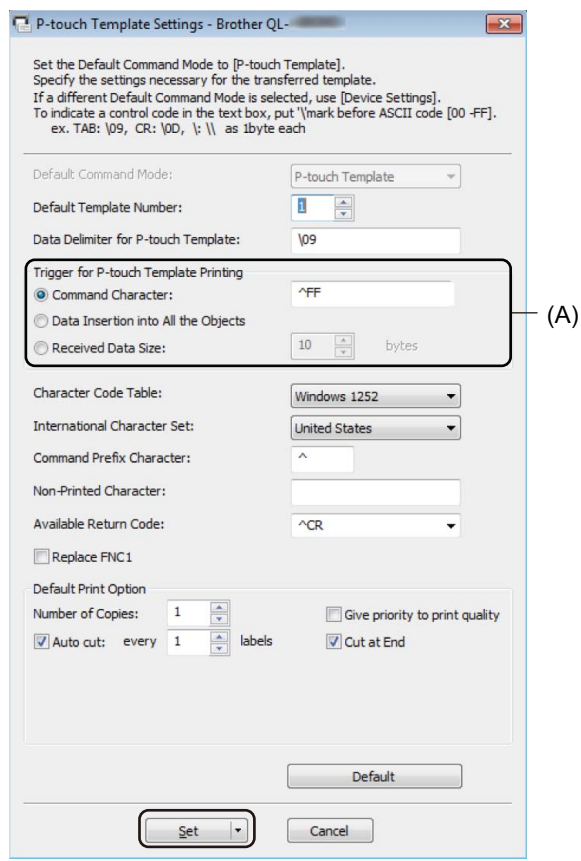 P-touch Template Settings - Brother QL-
Set the Default Command Mode to [P-touch Template].
Specify the settings necessary for the transferred template.
If a different Default Command Mode is selected, use [Device Settings].
To indicate a control code in the text box, put '\'mark before ASCII code [00 -FF].
ex. TAB: \09, CR: \0D, \: \\ as 1byte each
Default Command Mode: P-touch Template
Default Template Number: 1
Data Delimiter for P-touch Template: \09
Trigger for P-touch Template Printing
Command Character: ^FF
(A)
Data Insertion into All the Objects
Received Data Size: 10 bytes
Character Code Table: Windows 1252
International Character Set: United States
Command Prefix Character: ^
Non-Printed Character:
Available Return Code: ^CR
Replace FNC1
Default Print Option
Number of Copies: 1 Give priority to print quality
Auto cut: every 1 labels Cut at End
Default
Set Cancel